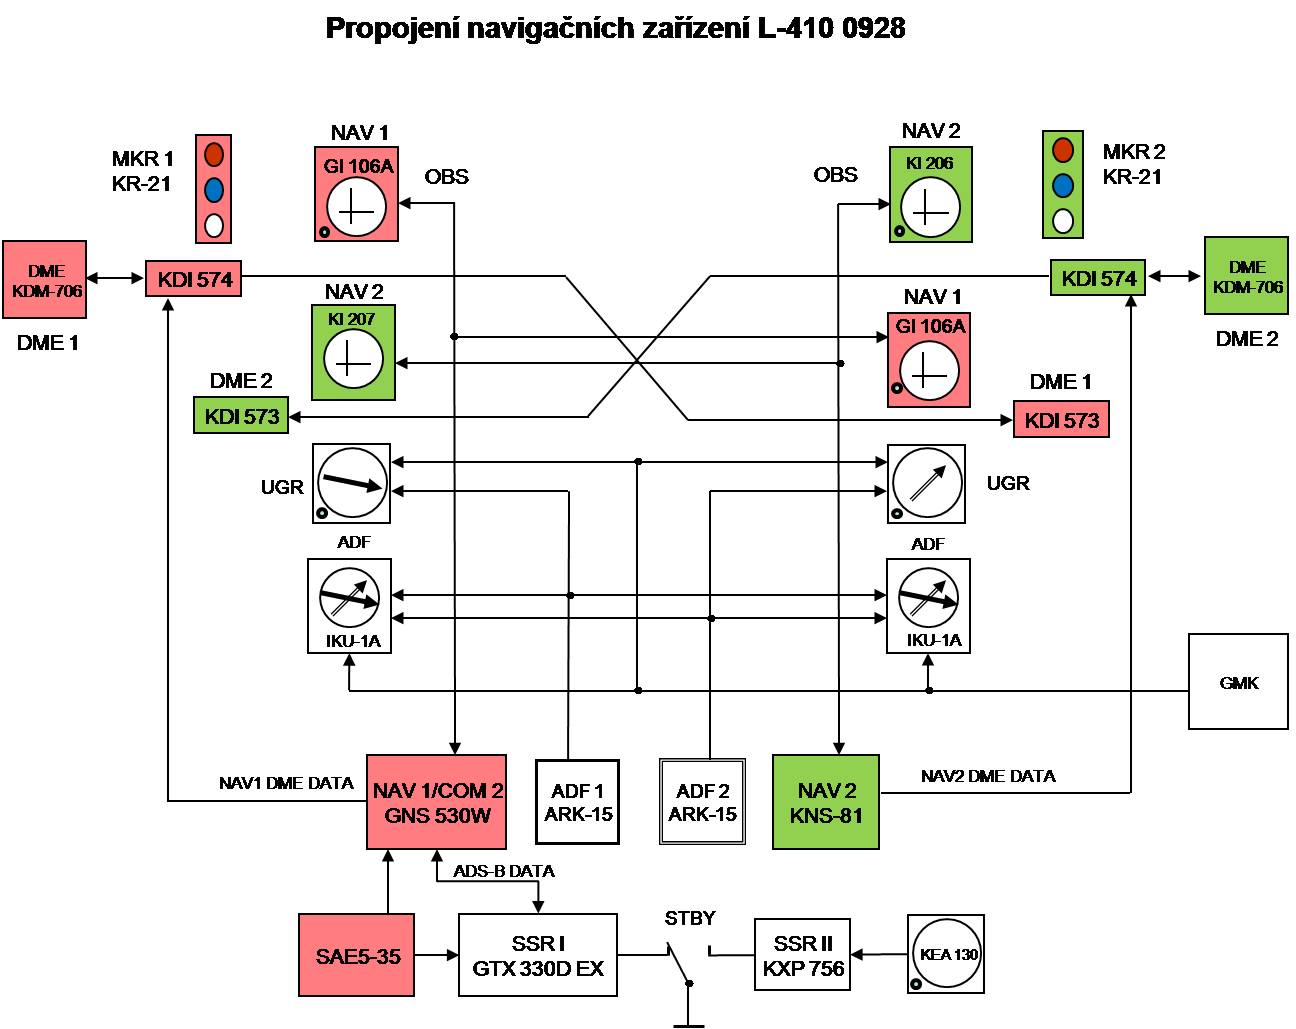 Propojení navigačních zařízení L-410 0928
MKR 1
KR-21
NAV 1
GI 106A
OBS
OBS
NAV 2
KI 206
MKR 2
KR-21
DME
KDM-706
DME 1
KDI 574
KDI 574
DME
KDM-706
DME 2
NAV 2
KI 207
NAV 1
GI 106A
DME 2
KDI 573
DME 1
KDI 573
UGR
UGR
ADF
IKU-1A
ADF
IKU-1A
GMK
NAV1 DME DATA
NAV 1/COM 2
GNS 530W
ADF 1
ARK-15
ADF 2
ARK-15
NAV 2
KNS-81
NAV2 DME DATA
ADS-B DATA
SAE5-35
SSR I
GTX 330D EX
STBY
SSR II
KXP 756
KEA 130